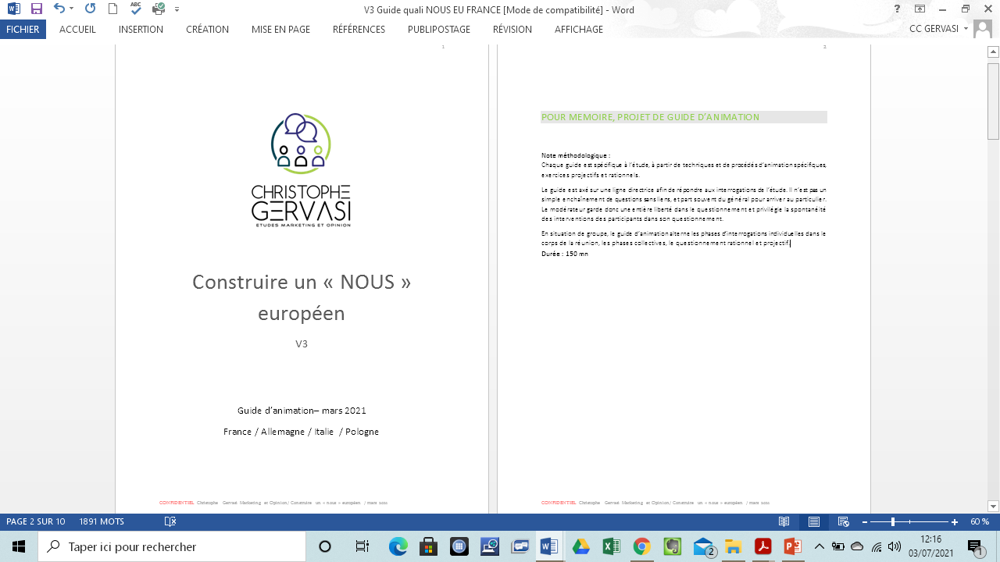 V3 Guide quali NOUS EU FRANCE [Mode de compatibilité] - Word
FICHIER ACCUEIL INSERTION CRÉATION MISE EN PAGE RÉFÉRENCES PUBLIPOSTAGE RÉVISION AFFICHAGE CC GERVASI
1
CHRISTOPHE
GERVASI
ETUDES MARKETING ET OPINION
Construire un « NOUS »
européen
V3
Guide d'animation– mars 2021
France / Allemagne / Italie / Pologne
CONFIDENTIEL Christophe Gervasi Marketing et Opinion/ Construire un « nous » européen / mars 2021
2
POUR MEMOIRE, PROJET DE GUIDE D'ANIMATION
Note méthodologique :
Chaque guide est spécifique à l'étude, à partir de techniques et de procédés d'animation spécifiques,
exercices projectifs et rationnels.
Le guide est axé sur une ligne directrice afin de répondre aux interrogations de l'étude. Il n'est pas un
simple enchaînement de questions sans liens, et part souvent du général pour arriver au particulier.
Le modérateur garde donc une entière liberté dans le questionnement et privilégie la spontanéité
des interventions des participants dans son questionnement.
En situation de groupe, le guide d'animation alterne les phases d'interrogations individuelles dans le
corps de la réunion, les phases collectives, le questionnement rationnel et projectif.
Durée : 150 mn
CONFIDENTIEL Christophe Gervasi Marketing et Opinion/ Construire un « nous » européen / mars 2021
PAGE 2 SUR 10 1891 MOTS 60 %
Taper ici pour rechercher
2
12:16
03/07/2021
1